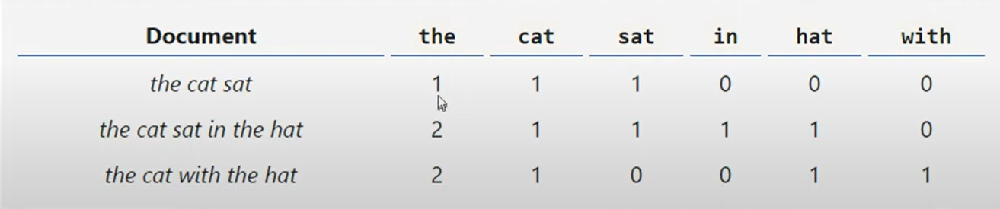 Document the cat sat in hat with
the cat sat 1 1 1 0 0 0
the cat sat in the hat 2 1 1 1 1 0
the cat with the hat 2 1 0 0 1 1